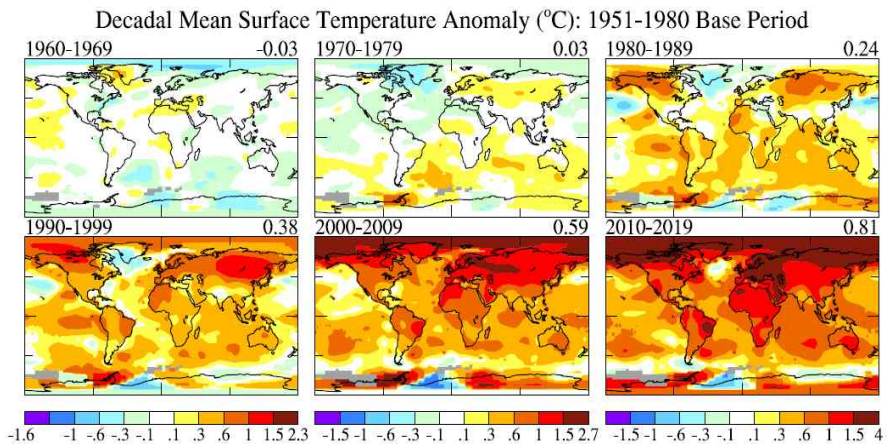 Decadal Mean Surface Temperature Anomaly (°C): 1951-1980 Base Period
1960-1969 -0.03 1970-1979 0.03 1980-1989 0.24
1990-1999 0.38 2000-2009 0.59 2010-2019 0.81
-1.6 -1 -.6 -.3 -.1 .1 .3 .6 1 1.5 2.3 -1.5 -1 -.6 -.3 -.1 .1 .3 .6 1 1.5 2.7 -1.5 -1 -.6 -.3 -.1 .1 .3 .6 1 1.5 4